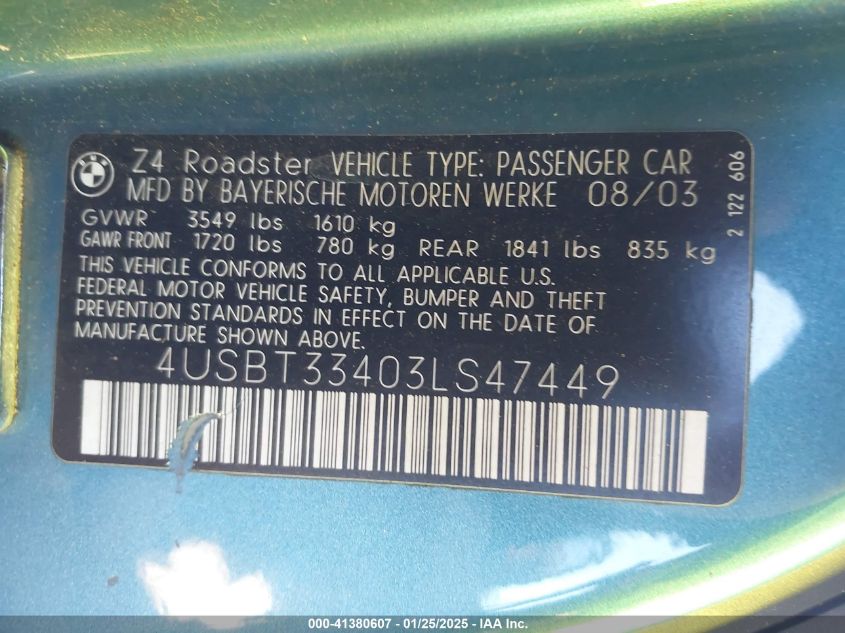 BMW
Z4 Roadster VEHICLE TYPE: PASSENGER CAR
MFD BY BAYERISCHE MOTOREN WERKE 08/03
GVWR 3549 lbs 1610 kg
GAWR FRONT 1720 lbs 780 kg REAR 1841 lbs 835 kg
THIS VEHICLE CONFORMS TO ALL APPLICABLE U.S.
FEDERAL MOTOR VEHICLE SAFETY, BUMPER AND THEFT
PREVENTION STANDARDS IN EFFECT ON THE DATE OF
MANUFACTURE SHOWN ABOVE.
4USBT33403LS47449
2 122 606
000-41380607 - 01/25/2025 - IAA Inc.